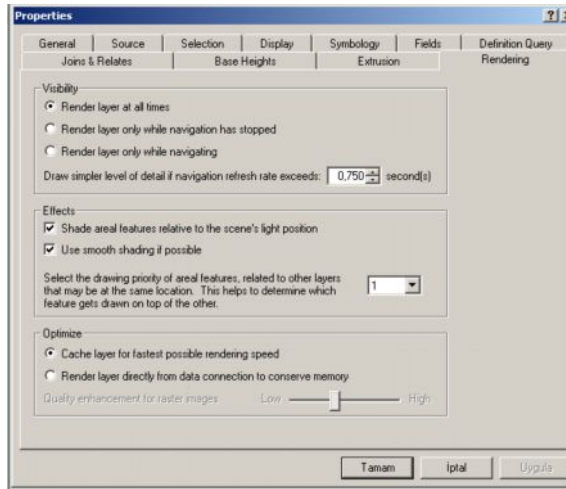 Properties
General Source Selection Display Symbology Fields Definition Query
Joins & Relates Base Heights Extrusion Rendering
Visibility
Render layer at all times
Render layer only while navigation has stopped
Render layer only while navigating
Draw simpler level of detail if navigation refresh rate exceeds: 0,750 second(s)
Effects
Shade areal features relative to the scene's light position
Use smooth shading if possible
Select the drawing priority of areal features, related to other layers
that may be at the same location. This helps to determine which
feature gets drawn on top of the other.
1
Optimize
Cache layer for fastest possible rendering speed
Render layer directly from data connection to conserve memory
Quality enhancement for raster images Low High
Tamam İptal Uygula